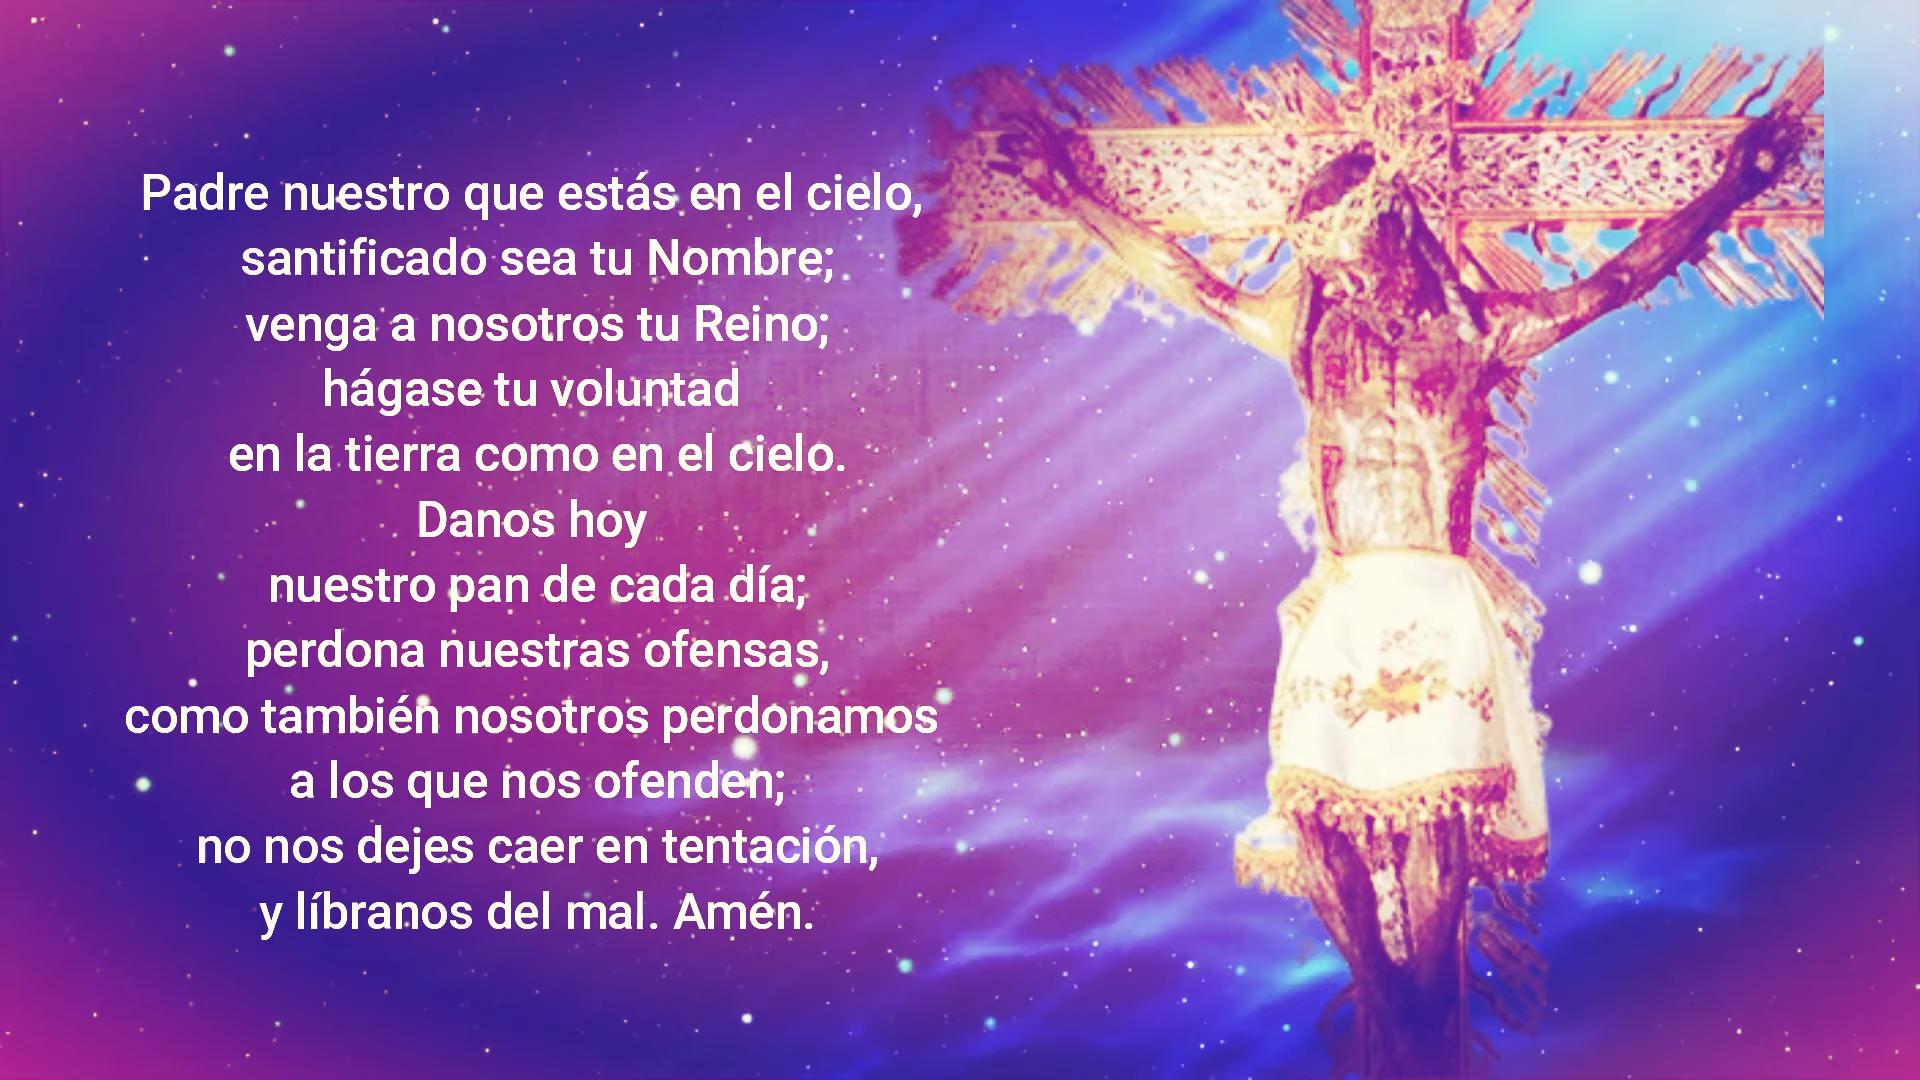 Padre nuestro que estás en el cielo,
santificado sea tu Nombre;
venga a nosotros tu Reino;
hágase tu voluntad
en la tierra como en el cielo.
Danos hoy
nuestro pan de cada día;
perdona nuestras ofensas,
como también nosotros perdonamos
a los que nos ofenden;
no nos dejes caer en tentación,
y líbranos del mal. Amén.